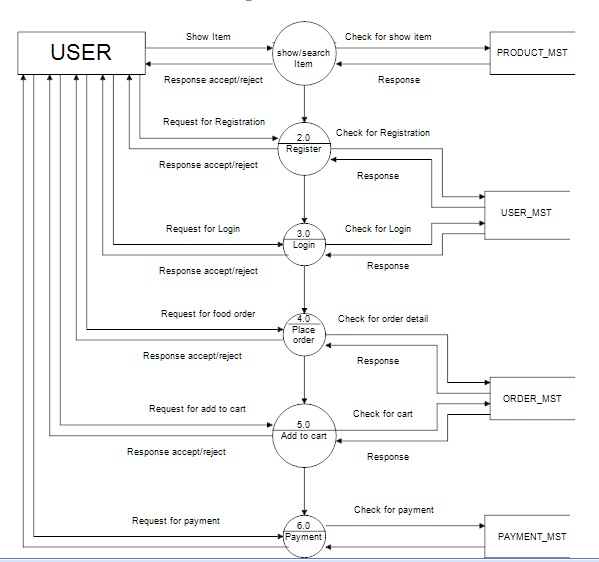 USER
Show Item
show/search
Item
Check for show item
PRODUCT_MST
Response accept/reject
Response
Request for Registration
2.0
Register
Check for Registration
Response accept/reject
Response
USER_MST
Request for Login
3.0
Login
Check for Login
Response accept/reject
Response
Request for food order
4.0
Place
order
Check for order detail
Response accept/reject
Response
ORDER_MST
Request for add to cart
5.0
Add to cart
Check for cart
Response accept/reject
Response
Request for payment
6.0
Payment
Check for payment
PAYMENT_MST